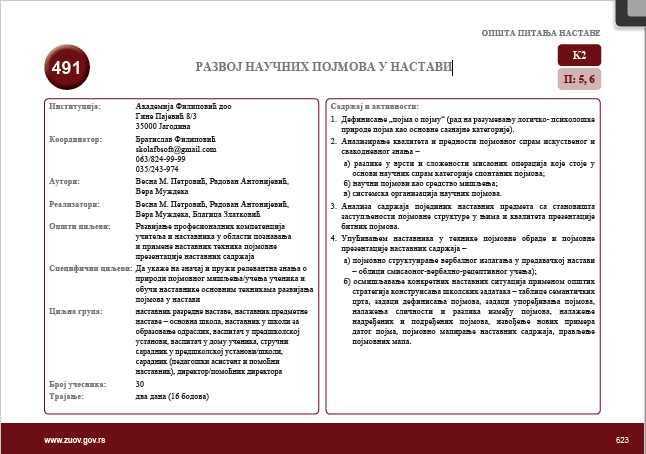 ОПШТА ПИТАЊА НАСТАВЕ
491
РАЗВОЈ НАУЧНИХ ПОЈМОВА У НАСТАВИ
К2
П: 5, 6
Институција: Академија Филиповић доо
Гине Пајевић 8/3
35000 Јагодина
Координатор: Братислав Филиповић
skolafbsoft@gmail.com
063/824-99-99
035/243-974
Аутори: Весна М. Петровић, Радован Антонијевић,
Вера Муждека
Реализатори: Весна М. Петровић, Радован Антонијевић,
Вера Муждека, Благица Златковић
Општи циљеви: Развијање професионалних компетенција
учитеља и наставника у области познавања
и примене наставних техника појмовне
презентације наставних садржаја
Специфични циљеви: Да укаже на значај и пружи релевантна знања о
природи појмовног мишљења/учења ученика и
обучи наставнике основним техникама развијања
појмова у настави
Циљна група: наставник разредне наставе, наставник предметне
наставе – основна школа, наставник у школи за
образовање одраслих, васпитач у предшколској
установи, васпитач у дому ученика, стручни
сарадник у предшколској установи/школи,
сарадник (педагошки асистент и помоћни
наставник), директор/помоћник директора
Број учесника: 30
Трајање: два дана (16 бодова)
Садржај и активности:
1. Дефинисање „појма о појму“ (рад на разумевању логичко- психолошке
природе појма као основне сазнајне категорије).
2. Анализирање квалитета и предности појмовног спрам искуственог и
свакодневног знања –
а) разлике у врсти и сложености мисаоних операција које стоје у
основи научних спрам категорије спонтаних појмова;
б) научни појмови као средство мишљења;
в) системска организација научних појмова.
3. Анализа садржаја појединих наставних предмета са становишта
заступљености појмовне структуре у њима и квалитета презентације
битних појмова.
4. Упућивањем наставника у технике појмовне обраде и појмовне
презентације наставних садржаја –
а) појмовно структуирање вербалног излагања у предавачкој настави
– облици смисаоног-вербално-рецептивног учења);
б) осмишљавање конкретних наставних ситуација применом општих
стратегија конструисања школских задатака – таблице семантичких
црта, задаци дефинисања појмова, задаци упоређивања појмова,
налажења сличности и разлика између појмова, налажење
надређених и подређених појмова, извођење нових примера
датог појма, појмовно мапирање наставних садржаја, прављење
појмовних мапа.
www.zuov.gov.rs
623